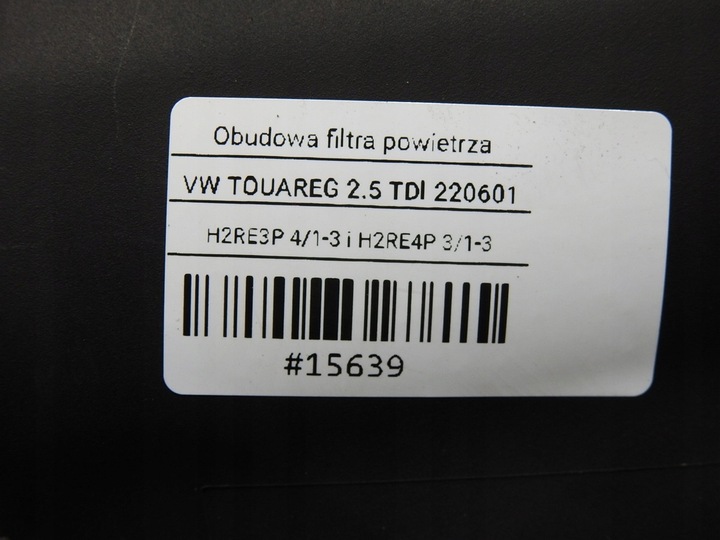 Obudowa filtra powietrza
VW TOUAREG 2.5 TDI 220601
H2RE3P 4/1-3 i H2RE4P 3/1-3
#15639